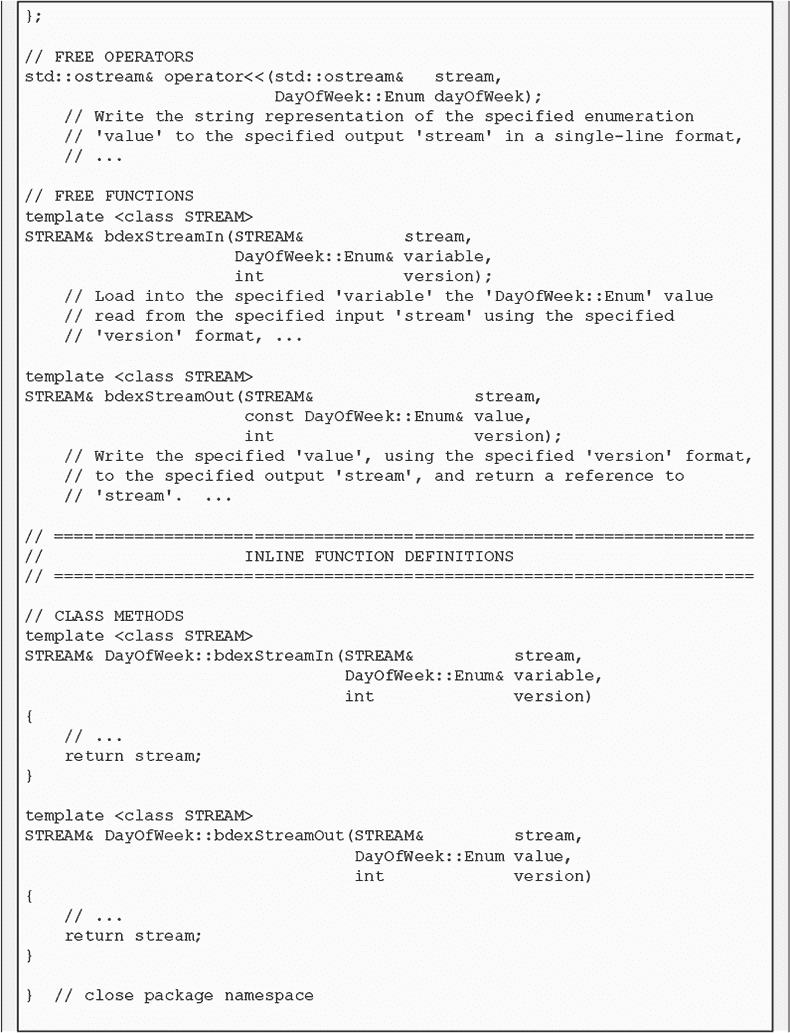 };

// FREE OPERATORS
std::ostream& operator<<(std::ostream&   stream,
                         DayOfWeek::Enum dayOfWeek);
    // Write the string representation of the specified enumeration
    // 'value' to the specified output 'stream' in a single-line format,
    // ...

// FREE FUNCTIONS
template <class STREAM>
STREAM& bdexStreamIn(STREAM&          stream,
                     DayOfWeek::Enum& variable,
                     int              version);
    // Load into the specified 'variable' the 'DayOfWeek::Enum' value
    // read from the specified input 'stream' using the specified
    // 'version' format, ...

template <class STREAM>
STREAM& bdexStreamOut(STREAM&                stream,
                      const DayOfWeek::Enum& value,
                      int                    version);
    // Write the specified 'value', using the specified 'version' format,
    // to the specified output 'stream', and return a reference to
    // 'stream'.  ...

// ======================================================================
//                    INLINE FUNCTION DEFINITIONS
// ======================================================================

// CLASS METHODS
template <class STREAM>
STREAM& DayOfWeek::bdexStreamIn(STREAM&          stream,
                                DayOfWeek::Enum& variable,
                                int              version)
{
    // ...
    return stream;
}

template <class STREAM>
STREAM& DayOfWeek::bdexStreamOut(STREAM&         stream,
                                 DayOfWeek::Enum value,
                                 int             version)
{
    // ...
    return stream;
}

}  // close package namespace